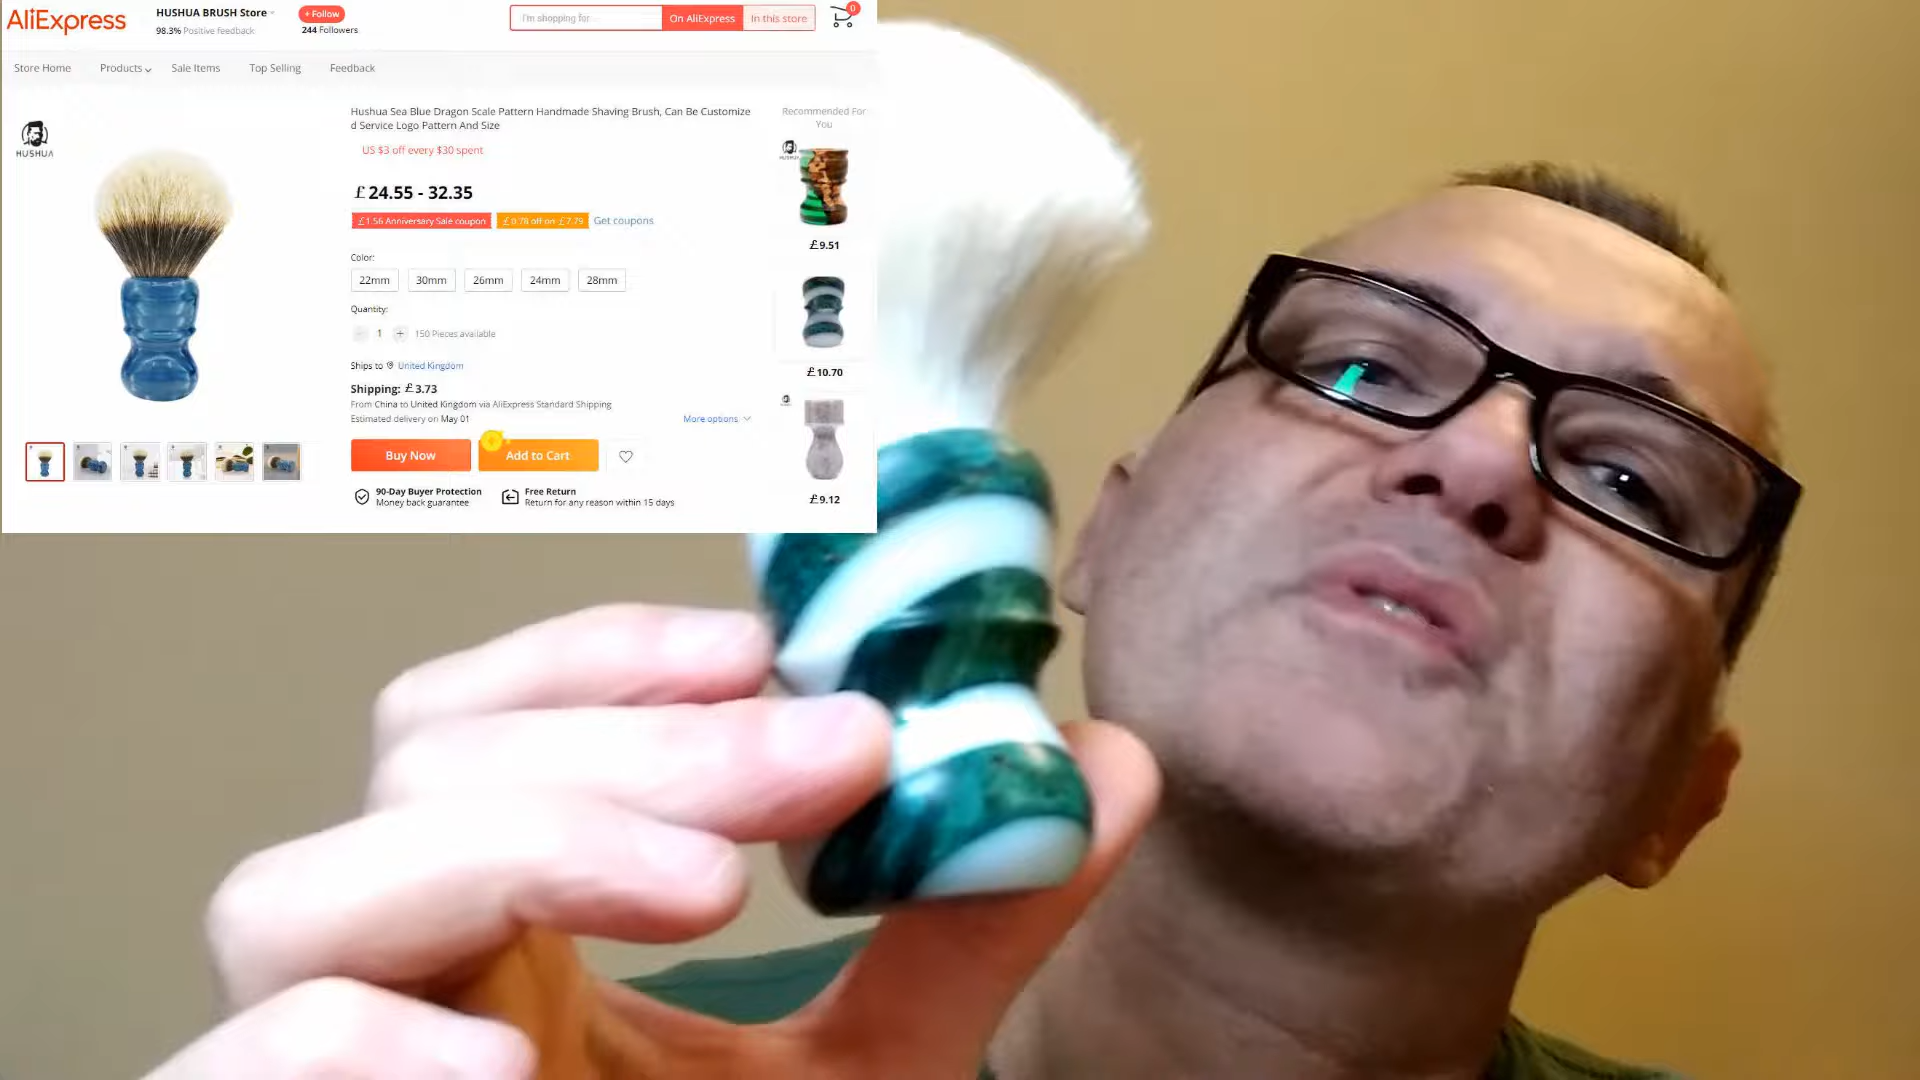 AliExpress
HUSHUA BRUSH Store
98.3% Positive feedback
+ Follow
244 Followers
I'm shopping for...
On AliExpress
In this store
0
Store Home
Products
Sale Items
Top Selling
Feedback
HUSHUA
Hushua Sea Blue Dragon Scale Pattern Handmade Shaving Brush, Can Be Customize
d Service Logo Pattern And Size
US $3 off every $30 spent
£ 24.55 - 32.35
£1.56 Anniversary Sale coupon
£ 0.78 off on £ 7.79
Get coupons
Color:
22mm
30mm
26mm
24mm
28mm
Quantity:
1
+
150 Pieces available
Ships to United Kingdom
Shipping: £ 3.73
From China to United Kingdom via AliExpress Standard Shipping
Estimated delivery on May 01
More options
Buy Now
Add to Cart
90-Day Buyer Protection
Money back guarantee
Free Return
Return for any reason within 15 days
Recommended For
You
HUSHUA
£9.51
£10.70
£9.12